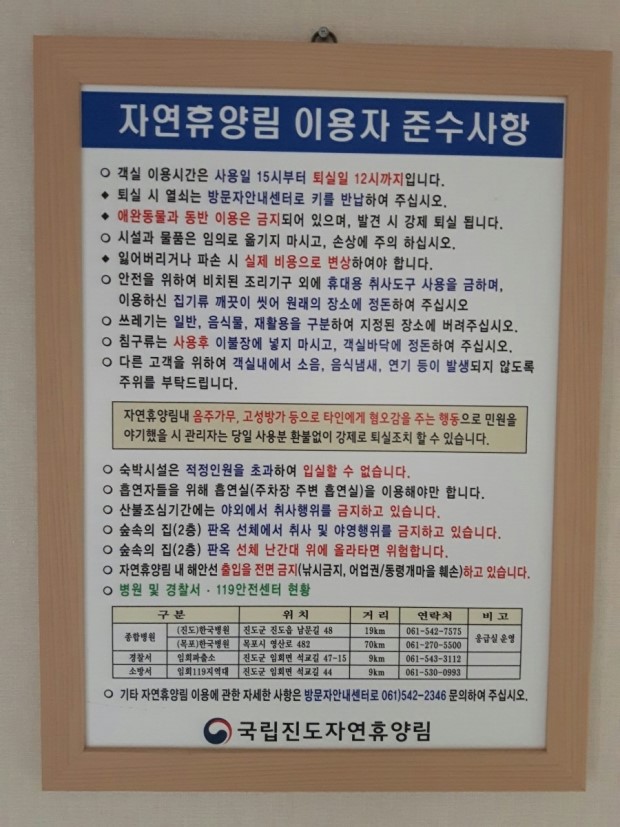 자연휴양림 이용자 준수사항
○ 객실 이용시간은 사용일 15시부터 퇴실일 12시까지입니다.
◆ 퇴실 시 열쇠는 방문자안내센터로 키를 반납하여 주십시오.
◆ 애완동물과 동반 이용은 금지되어 있으며, 발견 시 강제 퇴실 됩니다.
○ 시설과 물품은 임의로 옮기지 마시고, 손상에 주의 하십시오.
◆ 잃어버리거나 파손 시 실제 비용으로 변상하여야 합니다.
○ 안전을 위하여 비치된 조리기구 외에 휴대용 취사도구 사용을 금하며,
이용하신 집기류 깨끗이 씻어 원래의 장소에 정돈하여 주십시오
○ 쓰레기는 일반, 음식물, 재활용을 구분하여 지정된 장소에 버려주십시오.
○ 침구류는 사용후 이불장에 넣지 마시고, 객실바닥에 정돈하여 주십시오.
○ 다른 고객을 위하여 객실내에서 소음, 음식냄새, 연기 등이 발생되지 않도록
주위를 부탁드립니다.
자연휴양림내 음주가무, 고성방가 등으로 타인에게 혐오감을 주는 행동으로 민원을
야기했을 시 관리자는 당일 사용분 환불없이 강제로 퇴실조치 할 수 있습니다.
○ 숙박시설은 적정인원을 초과하여 입실할 수 없습니다.
○ 흡연자들을 위해 흡연실(주차장 주변 흡연실)을 이용해야만 합니다.
○ 산불조심기간에는 야외에서 취사행위를 금지하고 있습니다.
○ 숲속의 집(2층) 판옥 선체에서 취사 및 야영행위를 금지하고 있습니다.
○ 숲속의 집(2층) 판옥 선체 난간대 위에 올라타면 위험합니다.
○ 자연휴양림 내 해안선 출입을 전면 금지(낚시금지, 어업권/동령개마을 훼손)하고 있습니다.
○ 병원 및 경찰서 · 119안전센터 현황
구 분 위 치 거 리 연락처 비 고
종합병원 (진도)한국병원 진도군 진도읍 남문길 48 19km 061-542-7575 응급실 운영
(목포)한국병원 목포시 영산로 482 70km 061-270-5500
경찰서 임회파출소 진도군 임회면 석교길 47-15 9km 061-543-3112
소방서 임회119지역대 진도군 임회면 석교길 44 9km 061-530-0993
○ 기타 자연휴양림 이용에 관한 자세한 사항은 방문자안내센터로 061)542-2346 문의하여 주십시오.
국립진도자연휴양림